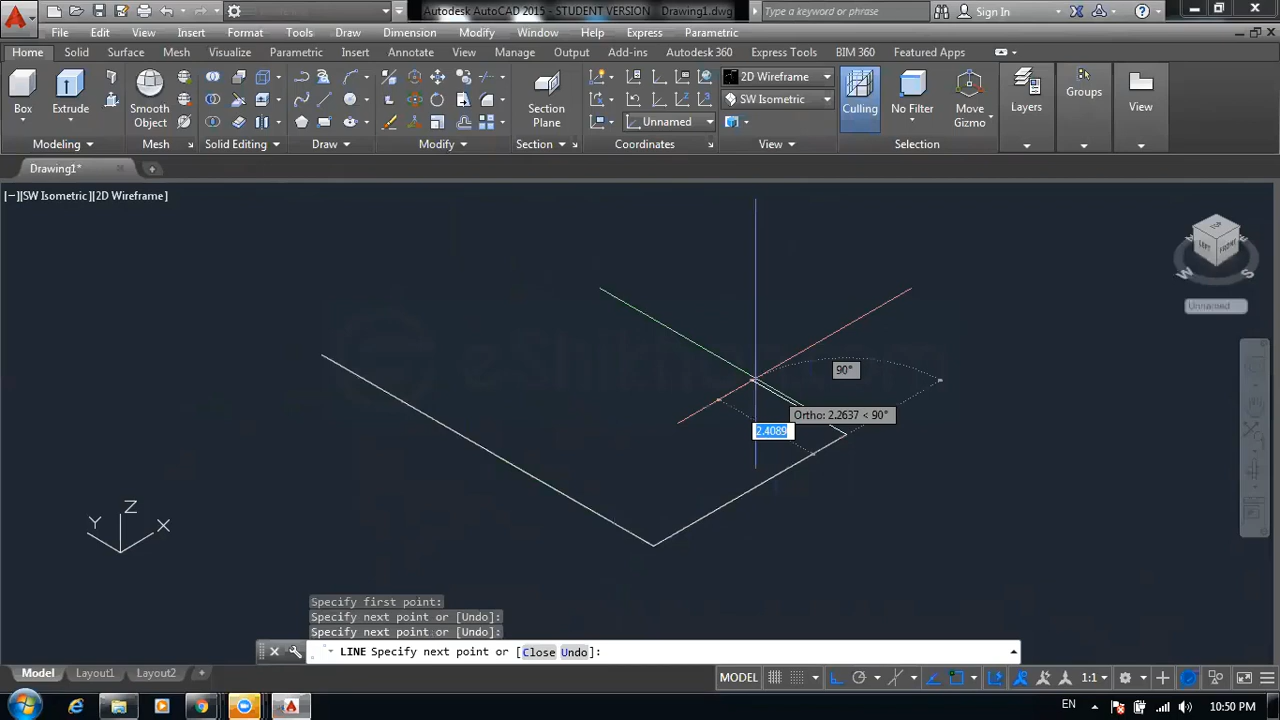 Autodesk AutoCAD 2015 - STUDENT VERSION Drawing1.dwg
Type a keyword or phrase
Sign In
File Edit View Insert Format Tools Draw Dimension Modify Window Help Express Parametric
Home Solid Surface Mesh Visualize Parametric Insert Annotate View Manage Output Add-ins Autodesk 360 Express Tools BIM 360 Featured Apps
Box
Extrude
Smooth Object
Section Plane
2D Wireframe
SW Isometric
Unnamed
Culling
No Filter
Move Gizmo
Layers
Groups
View
Modeling Mesh Solid Editing Draw Modify Section Coordinates View Selection
Drawing1*
[−][SW Isometric][2D Wireframe]
TOP
LEFT
FRONT
W
S
Unnamed
90°
Ortho: 2.2637 < 90°
2.4089
Z
Y
X
Specify first point:
Specify next point or [Undo]:
Specify next point or [Undo]:
LINE Specify next point or [Close Undo]:
Model Layout1 Layout2
MODEL
1:1
EN
10:50 PM